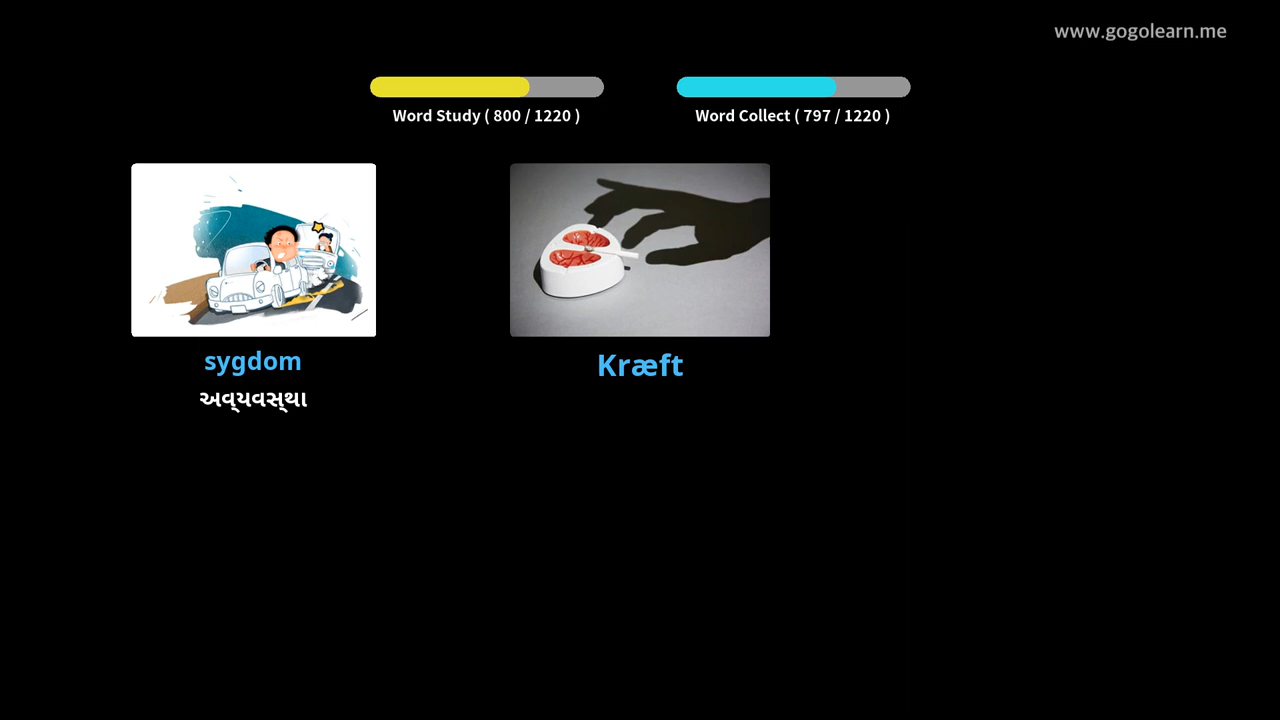 www.gogolearn.me
Word Study ( 800 / 1220 )
Word Collect ( 797 / 1220 )
sygdom
અવ્યવસ્થા
Kræft